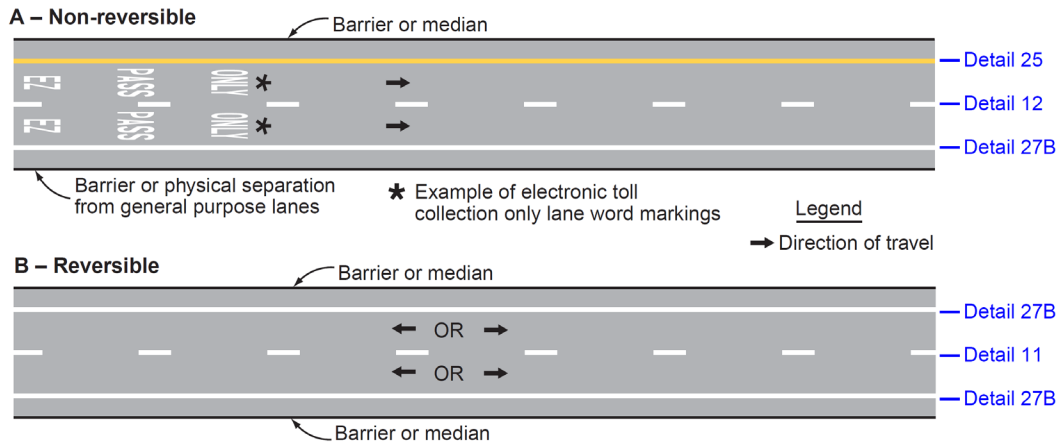 A – Non-reversible
Barrier or median
Detail 25
EZ PASS ONLY *
Detail 12
EZ PASS ONLY *
Detail 27B
Barrier or physical separation
from general purpose lanes
* Example of electronic toll
collection only lane word markings
Legend
Direction of travel
B – Reversible
Barrier or median
Detail 27B
OR
Detail 11
OR
Detail 27B
Barrier or median